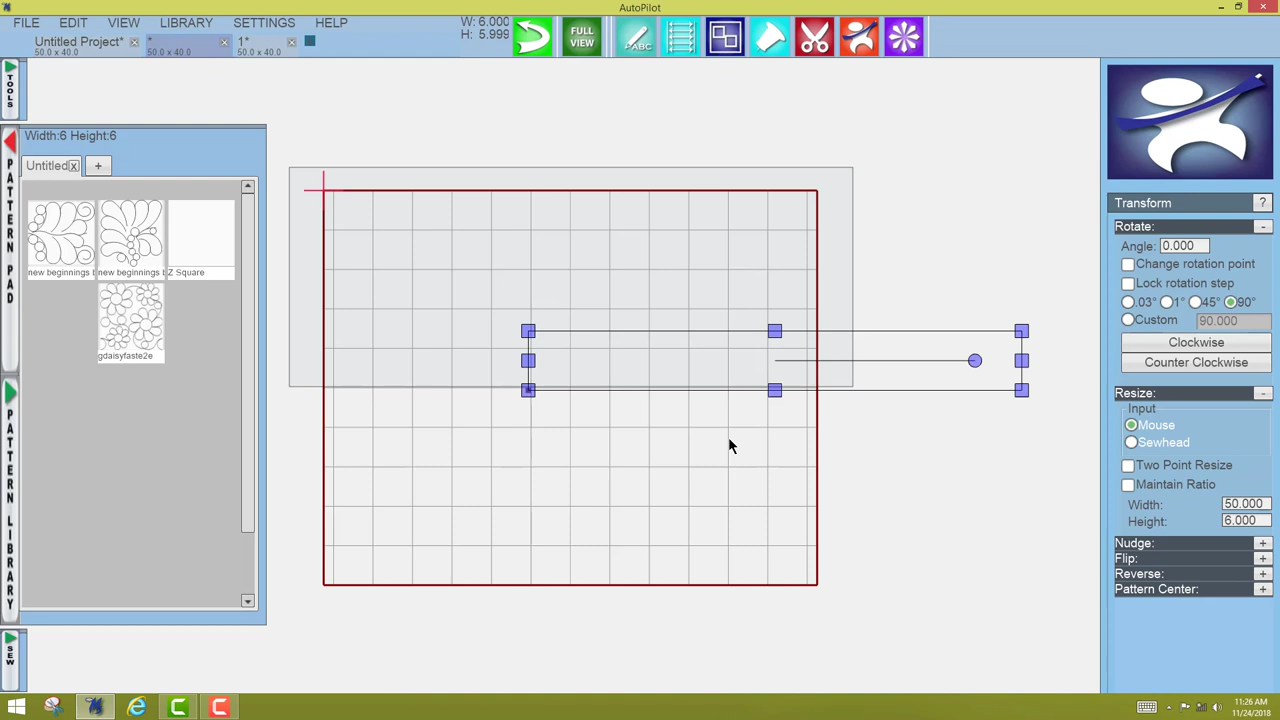 AutoPilot
FILE EDIT VIEW LIBRARY SETTINGS HELP
W: 6.000
H: 5.999
FULL VIEW
ABC
Untitled Project* x
50.0 x 40.0
* x
50.0 x 40.0
1* x
50.0 x 40.0
TOOLS
PATTERN PAD
PATTERN LIBRARY
SEW
Width:6 Height:6
Untitled x +
new beginnings b
new beginnings b
Z Square
gdaisyfaste2e
Transform ?
Rotate: -
Angle: 0.000
Change rotation point
Lock rotation step
.03° 1° 45° 90°
Custom 90.000
Clockwise
Counter Clockwise
Resize: -
Input
Mouse
Sewhead
Two Point Resize
Maintain Ratio
Width: 50.000
Height: 6.000
Nudge: +
Flip: +
Reverse: +
Pattern Center: +
11:26 AM
11/24/2018